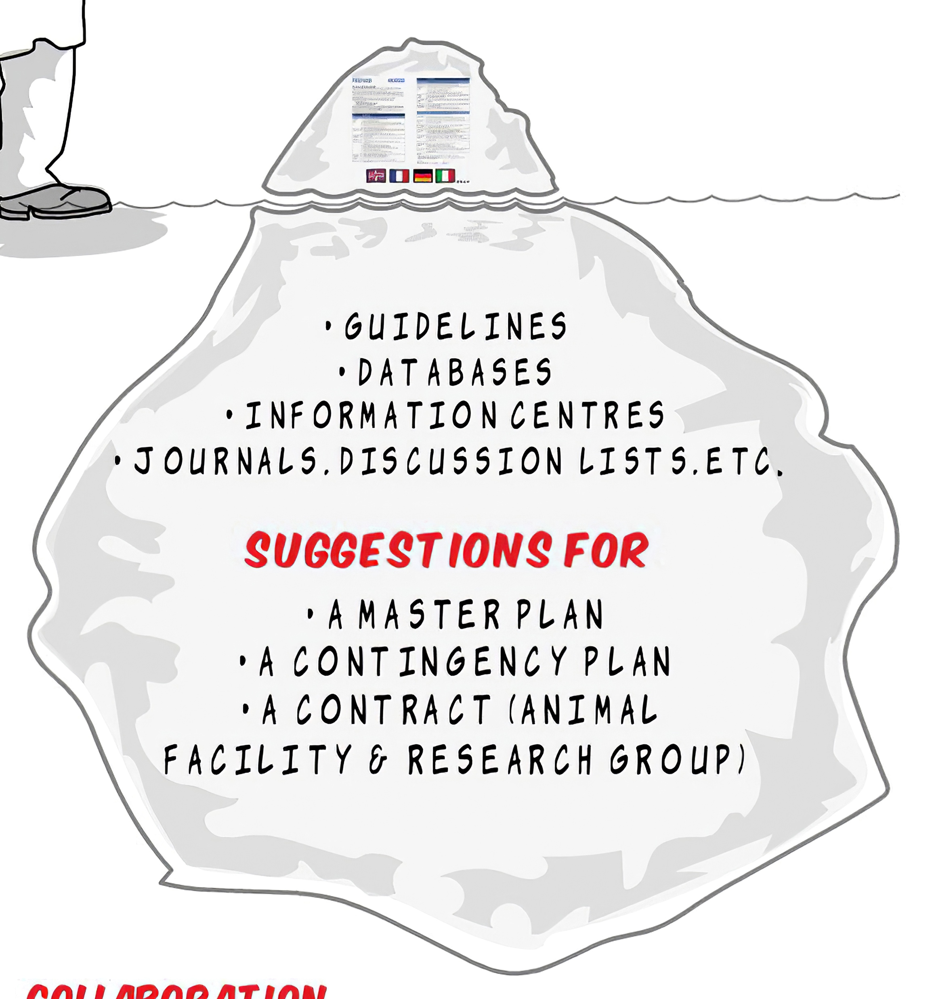 • GUIDELINES
• DATABASES
• INFORMATION CENTRES
• JOURNALS, DISCUSSION LISTS, ETC.
SUGGESTIONS FOR
• A MASTER PLAN
• A CONTINGENCY PLAN
• A CONTRACT (ANIMAL
FACILITY & RESEARCH GROUP)
COLLABORATION